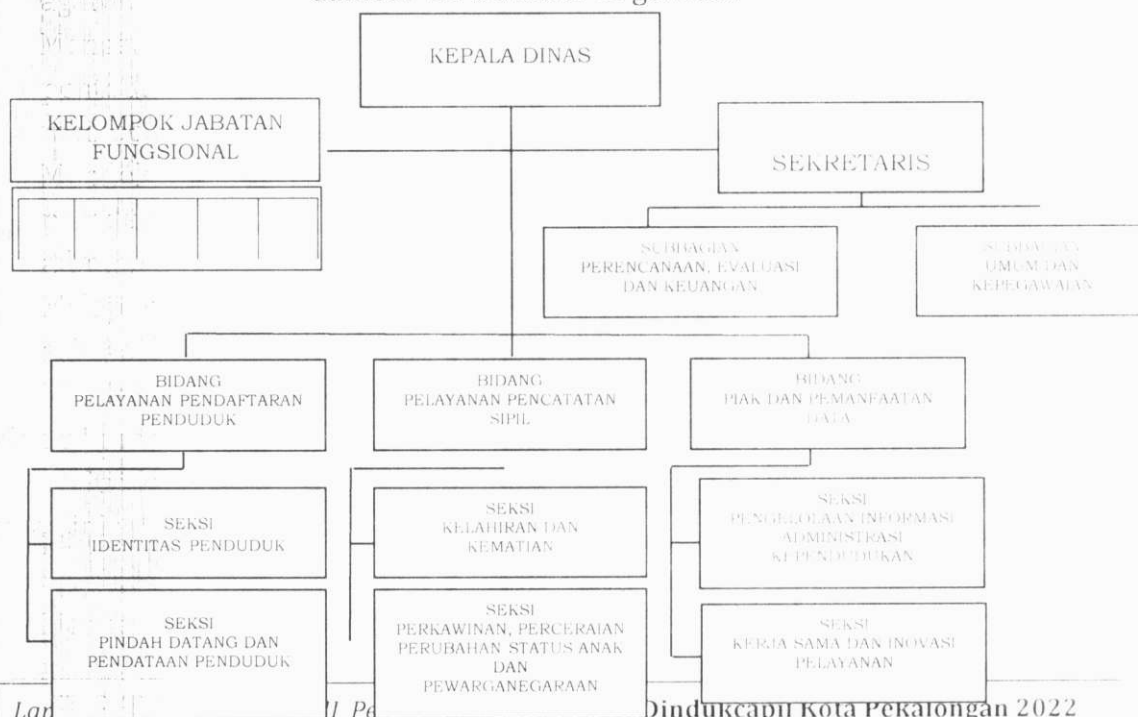 KEPALA DINAS
KELOMPOK JABATAN
FUNGSIONAL
SEKRETARIS
SUBBAGIAN
PERENCANAAN, EVALUASI
DAN KEUANGAN
SUBBAGIAN
UMUM DAN
KEPEGAWAIAN
BIDANG
PELAYANAN PENDAFTARAN
PENDUDUK
BIDANG
PELAYANAN PENCATATAN
SIPIL
BIDANG
PIAK DAN PEMANFAATAN
DATA
SEKSI
IDENTITAS PENDUDUK
SEKSI
KELAHIRAN DAN
KEMATIAN
SEKSI
PENGELOLAAN INFORMASI
ADMINISTRASI
KEPENDUDUKAN
SEKSI
PINDAH DATANG DAN
PENDATAAN PENDUDUK
SEKSI
PERKAWINAN, PERCERAIAN
PERUBAHAN STATUS ANAK
DAN
PEWARGANEGARAAN
SEKSI
KERJA SAMA DAN INOVASI
PELAYANAN
Dindukcapil Kota Pekalongan 2022